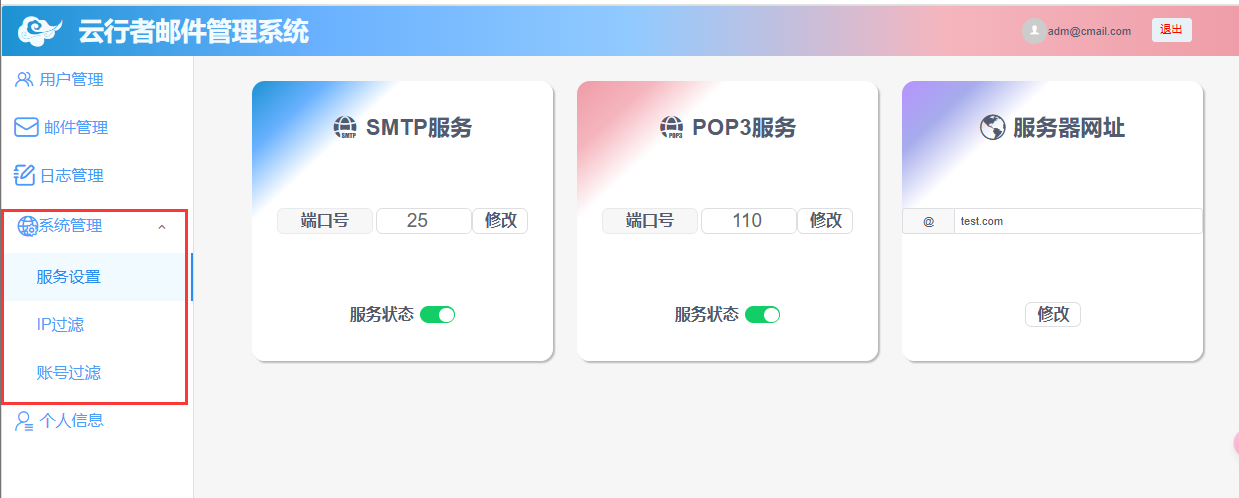 云行者邮件管理系统
adm@cmail.com
退出
用户管理
邮件管理
日志管理
系统管理
服务设置
IP过滤
账号过滤
个人信息
SMTP
SMTP服务
端口号 25 修改
服务状态
POP3
POP3服务
端口号 110 修改
服务状态
服务器网址
@ test.com
修改